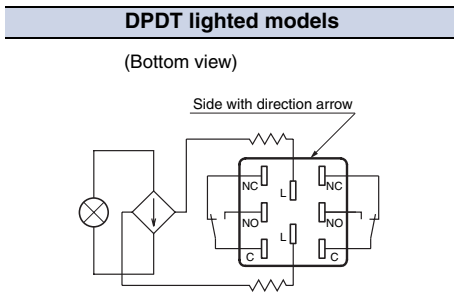 DPDT lighted models
(Bottom view)
Side with direction arrow
NC L NC
NO L NO
C C